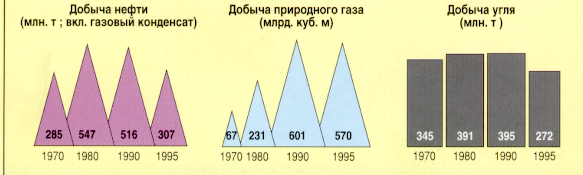 Добыча нефти
(млн. т ; вкл. газовый конденсат)
285 547 516 307
1970 1980 1990 1995
Добыча природного газа
(млрд. куб. м)
67 231 601 570
1970 1980 1990 1995
Добыча угля
(млн. т )
345 391 395 272
1970 1980 1990 1995